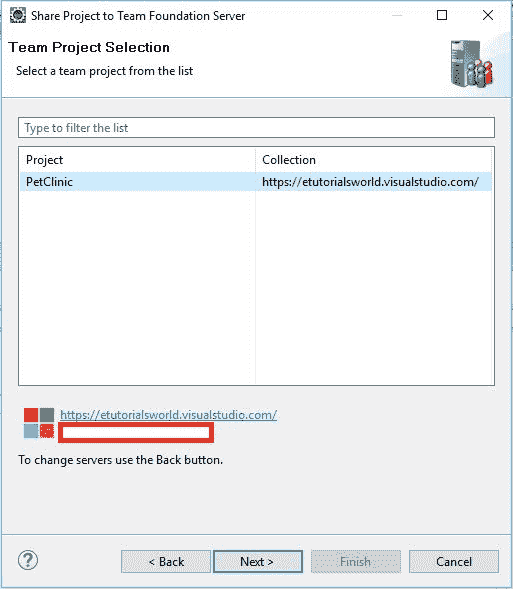 Share Project to Team Foundation Server
Team Project Selection
Select a team project from the list
Type to filter the list
Project Collection
PetClinic https://etutorialsworld.visualstudio.com/
https://etutorialsworld.visualstudio.com/
To change servers use the Back button.
? < Back Next > Finish Cancel